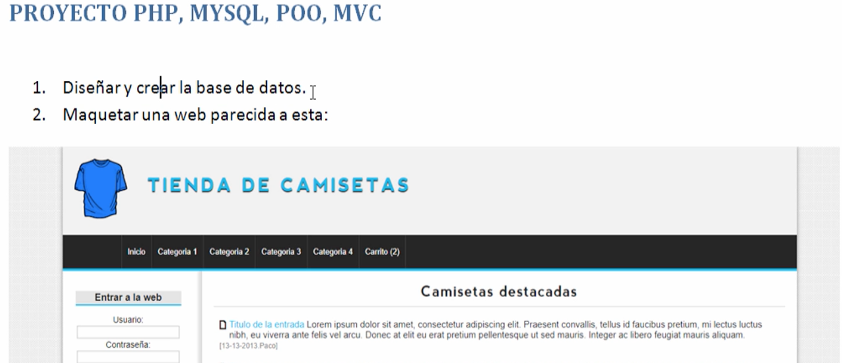 PROYECTO PHP, MYSQL, POO, MVC
1. Diseñar y crear la base de datos.
2. Maquetar una web parecida a esta:
TIENDA DE CAMISETAS
Inicio Categoria 1 Categoria 2 Categoria 3 Categoria 4 Carrito (2)
Entrar a la web
Usuario:
Contraseña:
Camisetas destacadas
Titulo de la entrada Lorem ipsum dolor sit amet, consectetur adipiscing elit. Praesent convallis, tellus id faucibus pretium, mi lectus luctus
nibh, eu viverra ante felis vel arcu. Donec at elit eu erat pretium pellentesque ut sed mauris. Integer ac libero feugiat mauris aliquam.
[13-13-2013 Paco]